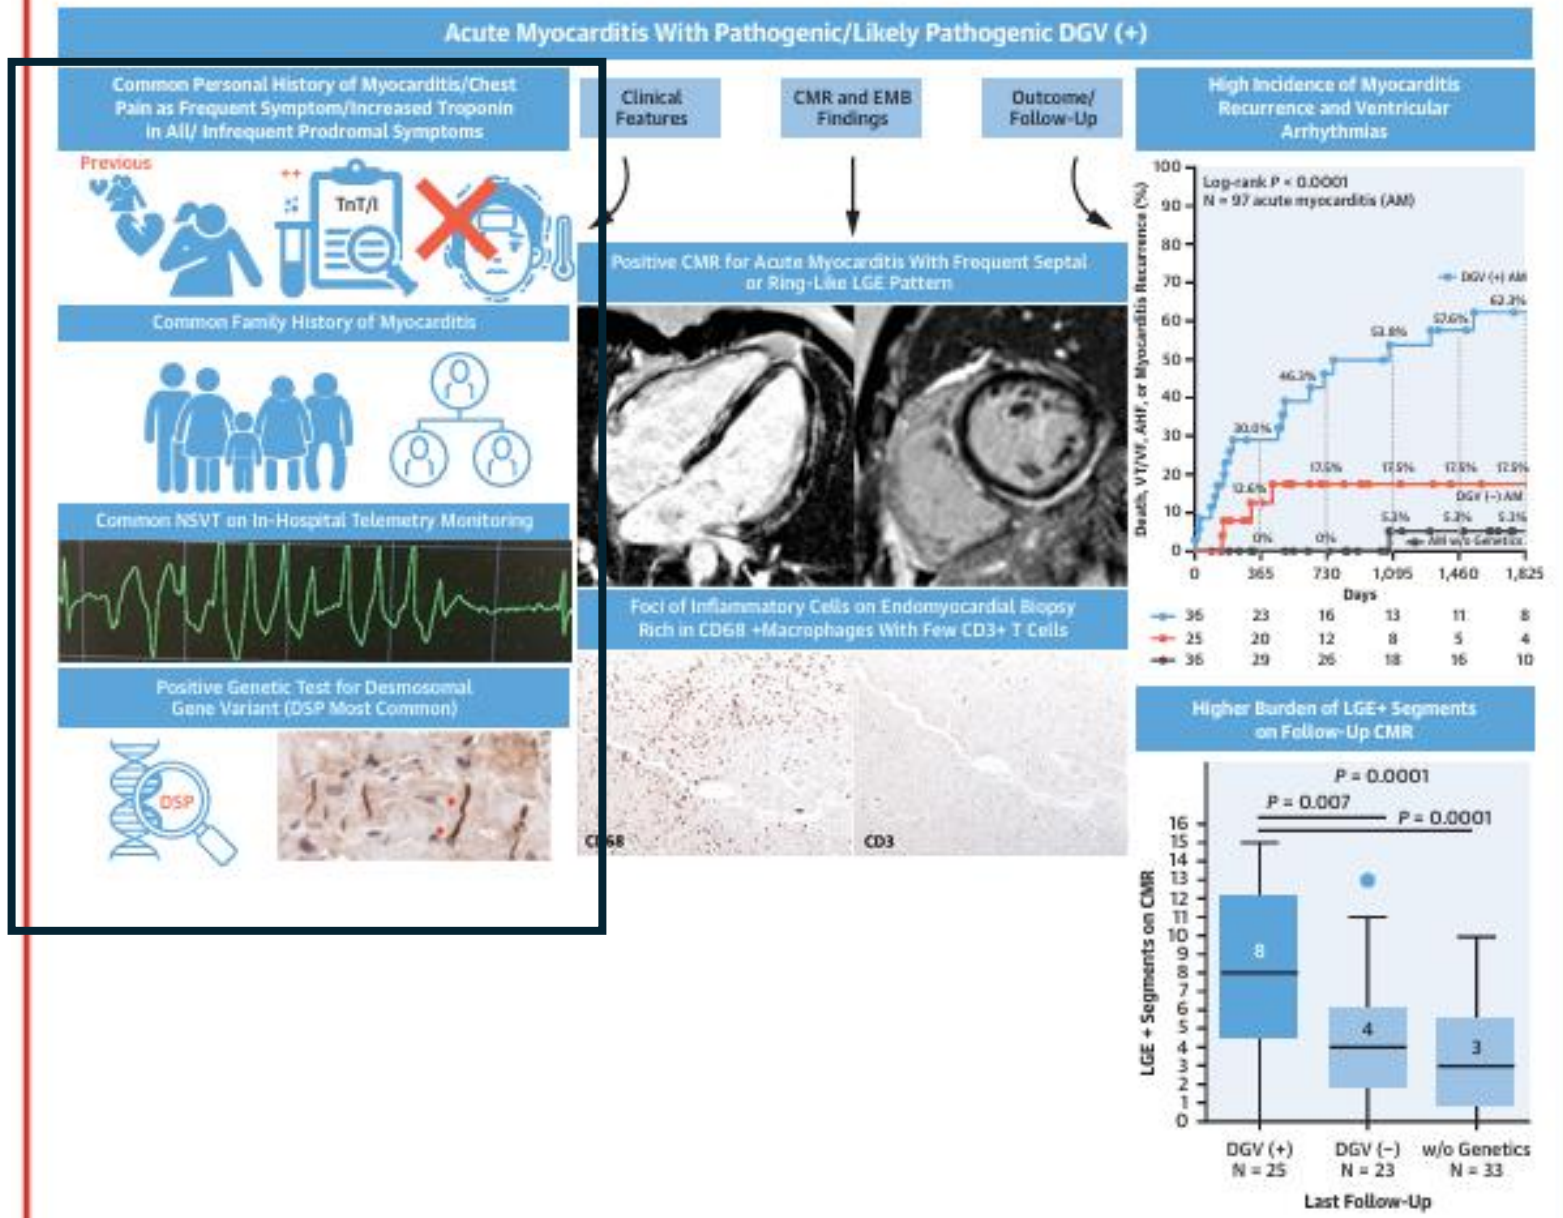 Acute Myocarditis With Pathogenic/Likely Pathogenic DGV (+)
Common Personal History of Myocarditis/Chest
Pain as Frequent Symptom/Increased Troponin
in All/ Infrequent Prodromal Symptoms
Previous
++
TnT/I
Common Family History of Myocarditis
Common NSVT on In-Hospital Telemetry Monitoring
Positive Genetic Test for Desmosomal
Gene Variant (DSP Most Common)
DSP
Clinical
Features
CMR and EMB
Findings
Outcome/
Follow-Up
Positive CMR for Acute Myocarditis With Frequent Septal
or Ring-Like LGE Pattern
Foci of Inflammatory Cells on Endomyocardial Biopsy
Rich in CD68 +Macrophages With Few CD3+ T Cells
CD68
CD3
High Incidence of Myocarditis
Recurrence and Ventricular
Arrhythmias
Death, VT/VF, AHF, or Myocarditis Recurrence (%)
100
90
80
70
60
50
40
30
20
10
0
Log-rank P < 0.0001
N = 97 acute myocarditis (AM)
DGV (+) AM
30.0%
46.2%
53.8%
57.6%
62.3%
12.6%
17.5%
17.5%
17.5%
17.5%
DGV (−) AM
0%
0%
5.3%
5.3%
5.3%
AM w/o Genetics
0 365 730 1,095 1,460 1,825
Days
36 23 16 13 11 8
25 20 12 8 5 4
36 29 26 18 16 10
Higher Burden of LGE+ Segments
on Follow-Up CMR
P = 0.0001
P = 0.007
P = 0.0001
LGE + Segments on CMR
16
15
14
13
12
11
10
9
8
7
6
5
4
3
2
1
0
8
4
3
DGV (+) DGV (−) w/o Genetics
N = 25 N = 23 N = 33
Last Follow-Up